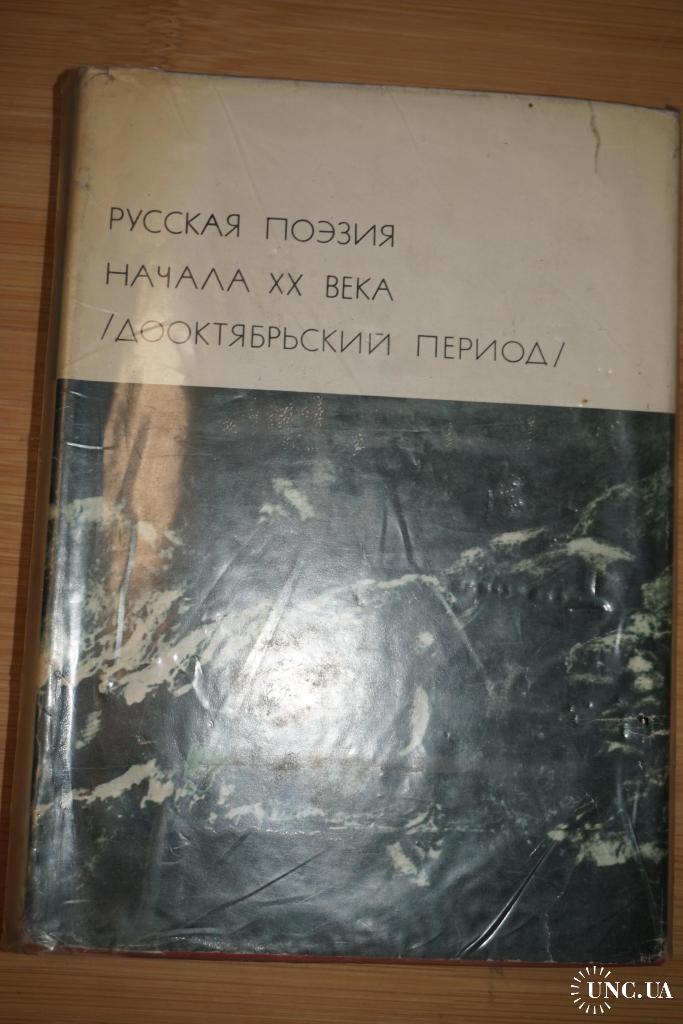 РУССКАЯ ПОЭЗИЯ
НАЧАЛА XX ВЕКА
/ДООКТЯБРЬСКИЙ ПЕРИОД/
UNC.UA